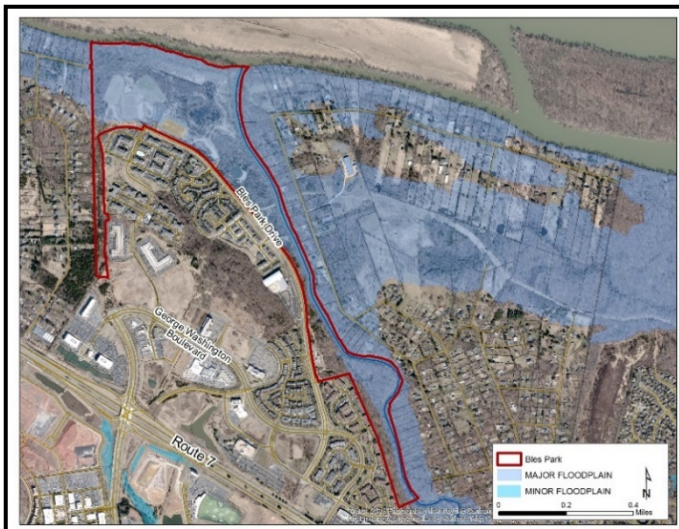 Bles Park Drive
George Washington
Boulevard
Route 7
Bles Park
MAJOR FLOODPLAIN
MINOR FLOODPLAIN
N
0 0.2 0.4
Miles